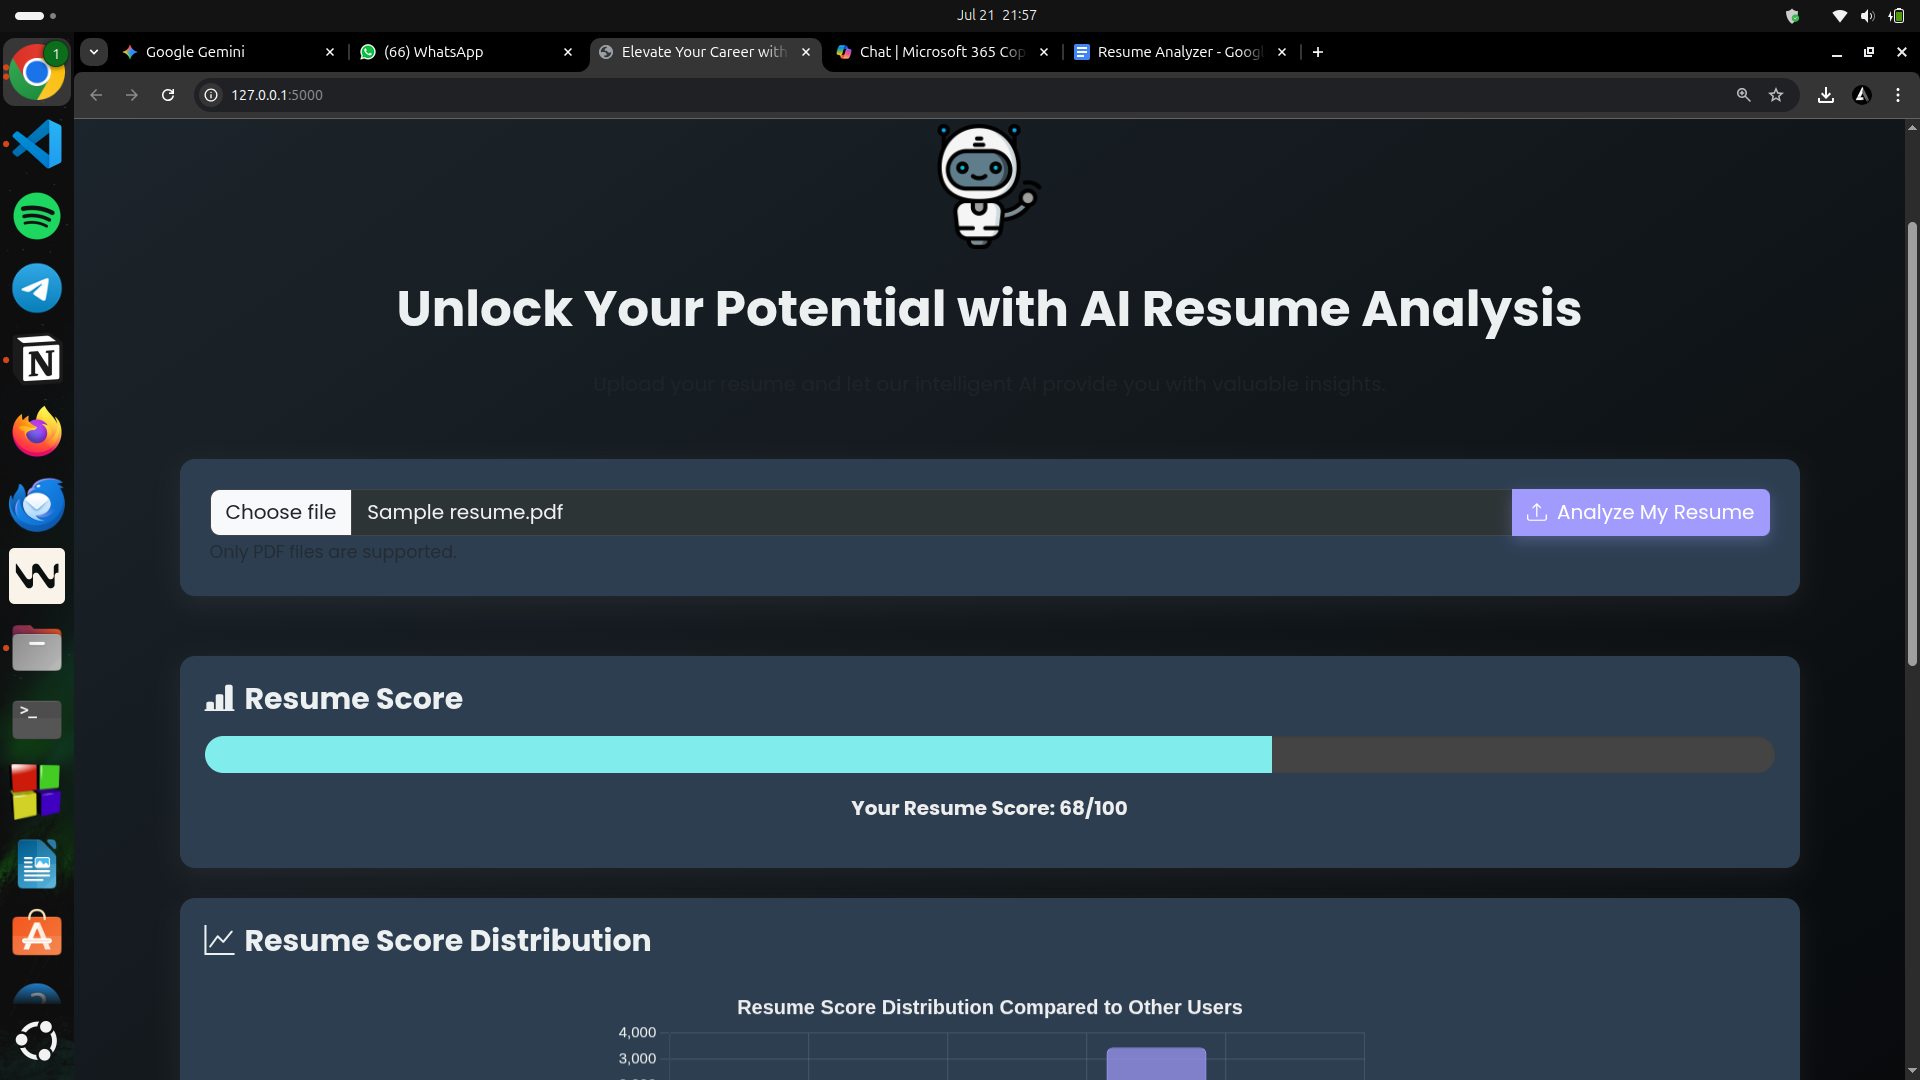 Jul 21 21:57
1
Google Gemini
(66) WhatsApp
Elevate Your Career with
Chat | Microsoft 365 Cop
Resume Analyzer - Googl
127.0.0.1:5000
Unlock Your Potential with AI Resume Analysis
Upload your resume and let our intelligent AI provide you with valuable insights.
Choose file
Sample resume.pdf
Analyze My Resume
Only PDF files are supported.
Resume Score
Your Resume Score: 68/100
Resume Score Distribution
Resume Score Distribution Compared to Other Users
4,000
3,000